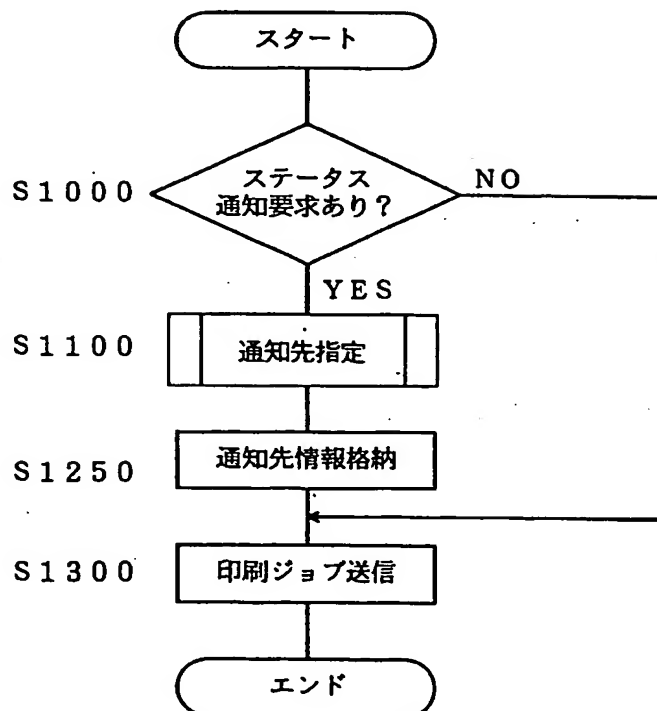 スタート
S1000
ステータス
通知要求あり?
NO
YES
S1100
通知先指定
S1250
通知先情報格納
S1300
印刷ジョブ送信
エンド